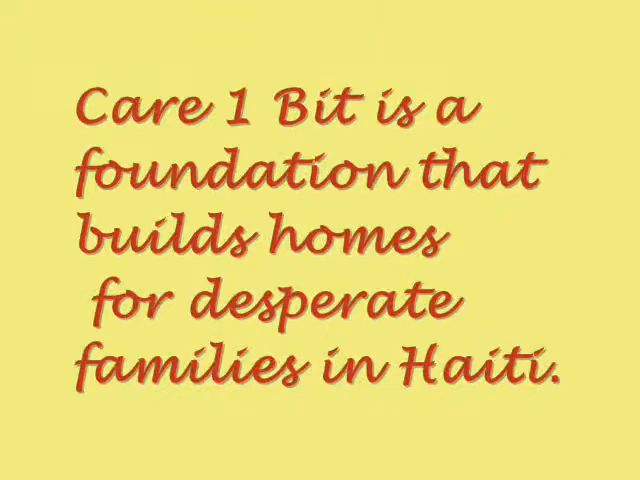 Care 1 Bit is a
foundation that
builds homes
for desperate
families in Haiti.